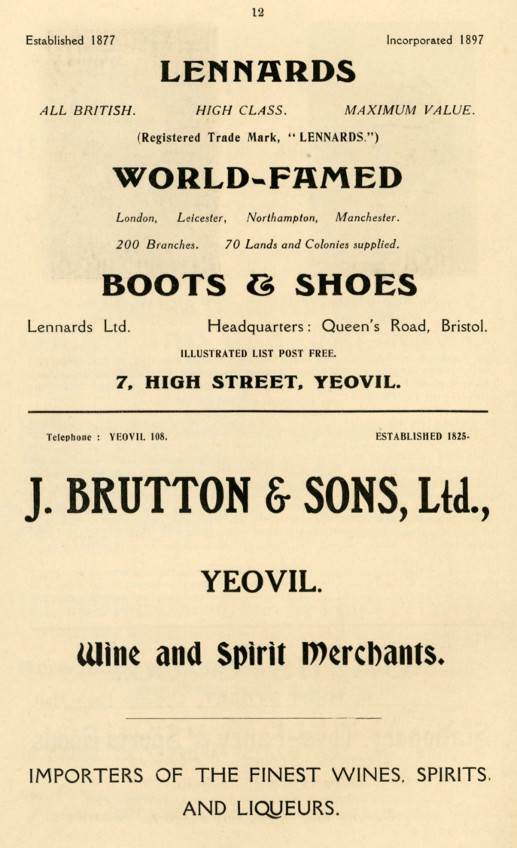 12
Established 1877 Incorporated 1897
LENNARDS
ALL BRITISH. HIGH CLASS. MAXIMUM VALUE.
(Registered Trade Mark, "LENNARDS.")
WORLD-FAMED
London, Leicester, Northampton, Manchester.
200 Branches. 70 Lands and Colonies supplied.
BOOTS & SHOES
Lennards Ltd. Headquarters: Queen's Road, Bristol.
ILLUSTRATED LIST POST FREE.
7, HIGH STREET, YEOVIL.
Telephone : YEOVIL 108. ESTABLISHED 1825-
J. BRUTTON & SONS, Ltd.,
YEOVIL.
Wine and Spirit Merchants.
IMPORTERS OF THE FINEST WINES, SPIRITS,
AND LIQUEURS.